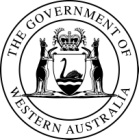 THE GOVERNMENT OF
WESTERN AUSTRALIA